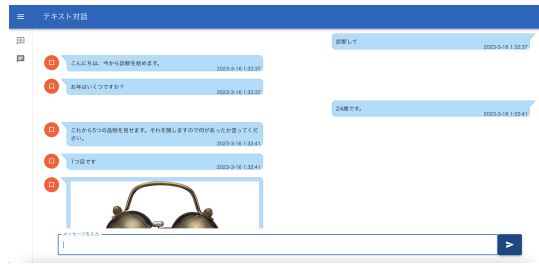 テキスト対話
診断して
2023-3-16 1:32:37
こんにちは、今から診断を始めます。
2023-3-16 1:32:37
お年はいくつですか?
2023-3-16 1:32:37
24歳です。
2023-3-16 1:32:41
これから5つの品物を見せます。それを隠しますので何があったか言ってくだ
さい。
2023-3-16 1:32:41
1つ目です
2023-3-16 1:32:41
メッセージを入力